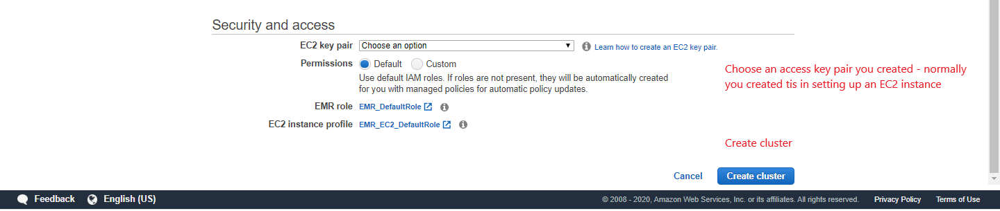 Security and access
EC2 key pair Choose an option Learn how to create an EC2 key pair.
Permissions Default Custom
Use default IAM roles. If roles are not present, they will be automatically created
for you with managed policies for automatic policy updates.
Choose an access key pair you created - normally
you created tis in setting up an EC2 instance
EMR role EMR_DefaultRole
EC2 instance profile EMR_EC2_DefaultRole
Create cluster
Cancel Create cluster
Feedback English (US) © 2008 - 2020, Amazon Web Services, Inc. or its affiliates. All rights reserved. Privacy Policy Terms of Use